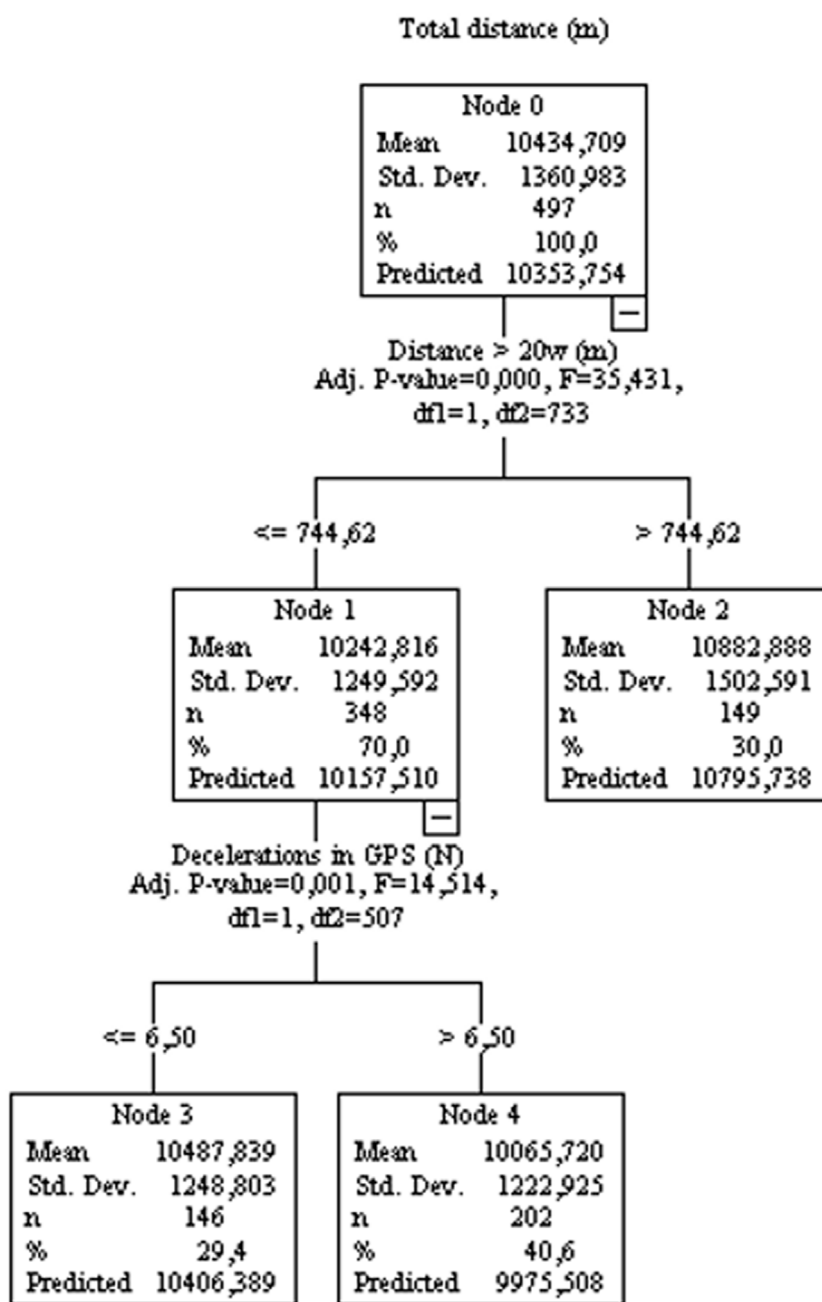 Total distance (m)
Node 0
Mean 10434,709
Std. Dev. 1360,983
n 497
% 100,0
Predicted 10353,754
Distance > 20w (m)
Adj. P-value=0,000, F=35,431,
df1=1, df2=733
<= 744,62
> 744,62
Node 1
Mean 10242,816
Std. Dev. 1249,592
n 348
% 70,0
Predicted 10157,510
Node 2
Mean 10882,888
Std. Dev. 1502,591
n 149
% 30,0
Predicted 10795,738
Decelerations in GPS (N)
Adj. P-value=0,001, F=14,514,
df1=1, df2=507
<= 6,50
> 6,50
Node 3
Mean 10487,839
Std. Dev. 1248,803
n 146
% 29,4
Predicted 10406,389
Node 4
Mean 10065,720
Std. Dev. 1222,925
n 202
% 40,6
Predicted 9975,508